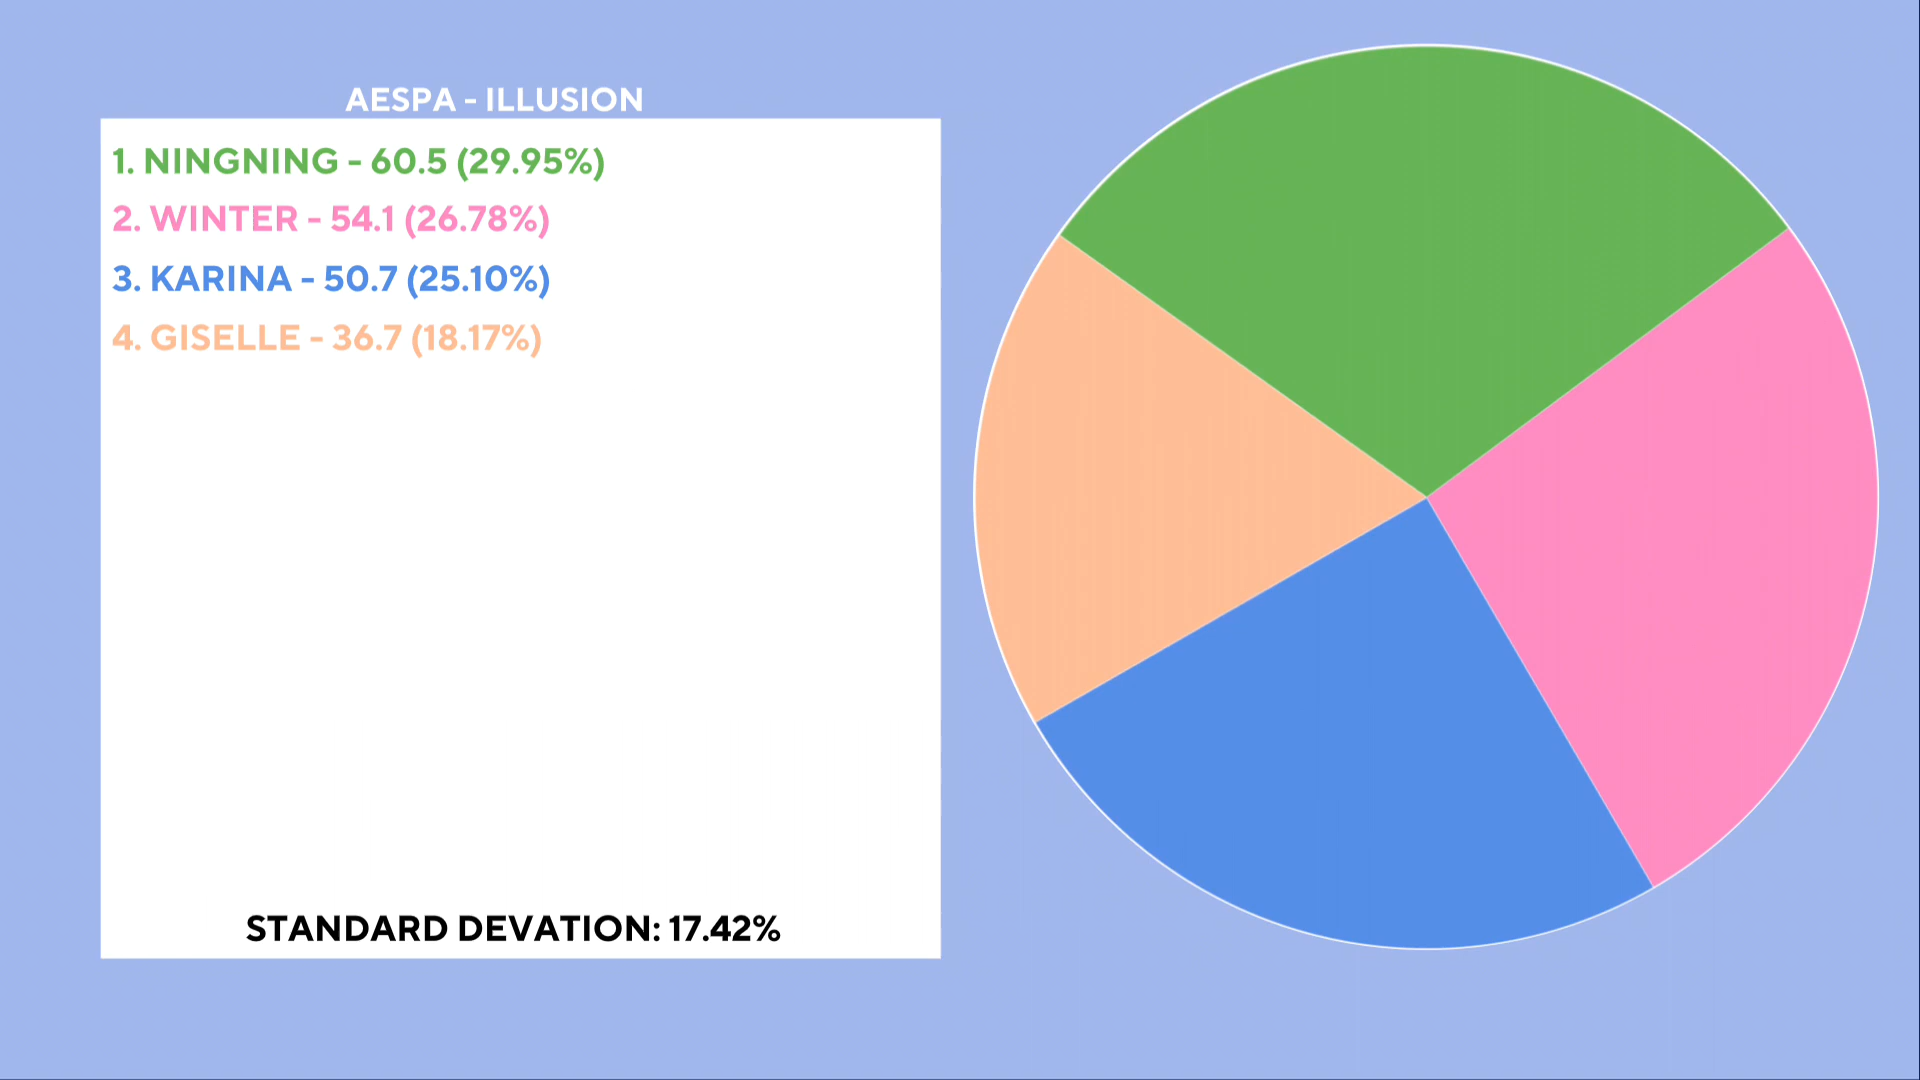 AESPA - ILLUSION
1. NINGNING - 60.5 (29.95%)
2. WINTER - 54.1 (26.78%)
3. KARINA - 50.7 (25.10%)
4. GISELLE - 36.7 (18.17%)
STANDARD DEVATION: 17.42%